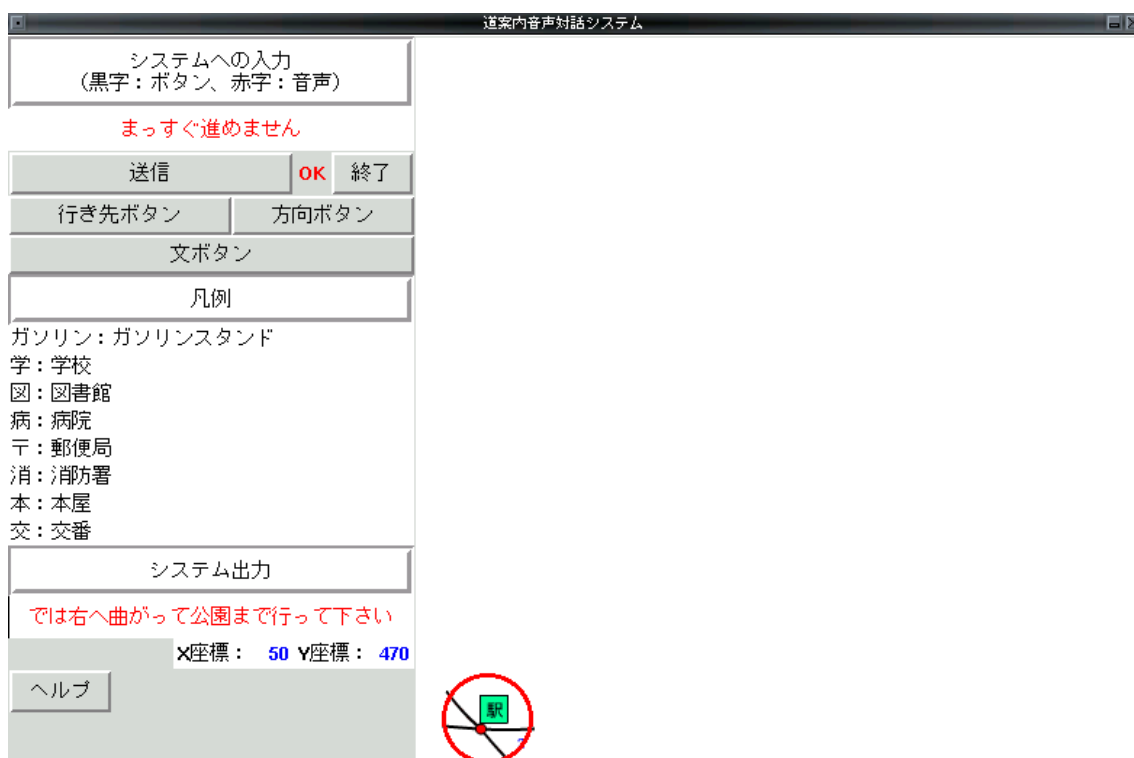 道案内音声対話システム
システムへの入力
(黒字：ボタン、赤字：音声)
まっすぐ進めません
送信 OK 終了
行き先ボタン 方向ボタン
文ボタン
凡例
ガソリン：ガソリンスタンド
学：学校
図：図書館
病：病院
〒：郵便局
消：消防署
本：本屋
交：交番
システム出力
では右へ曲がって公園まで行って下さい
X座標： 50 Y座標： 470
ヘルプ
駅